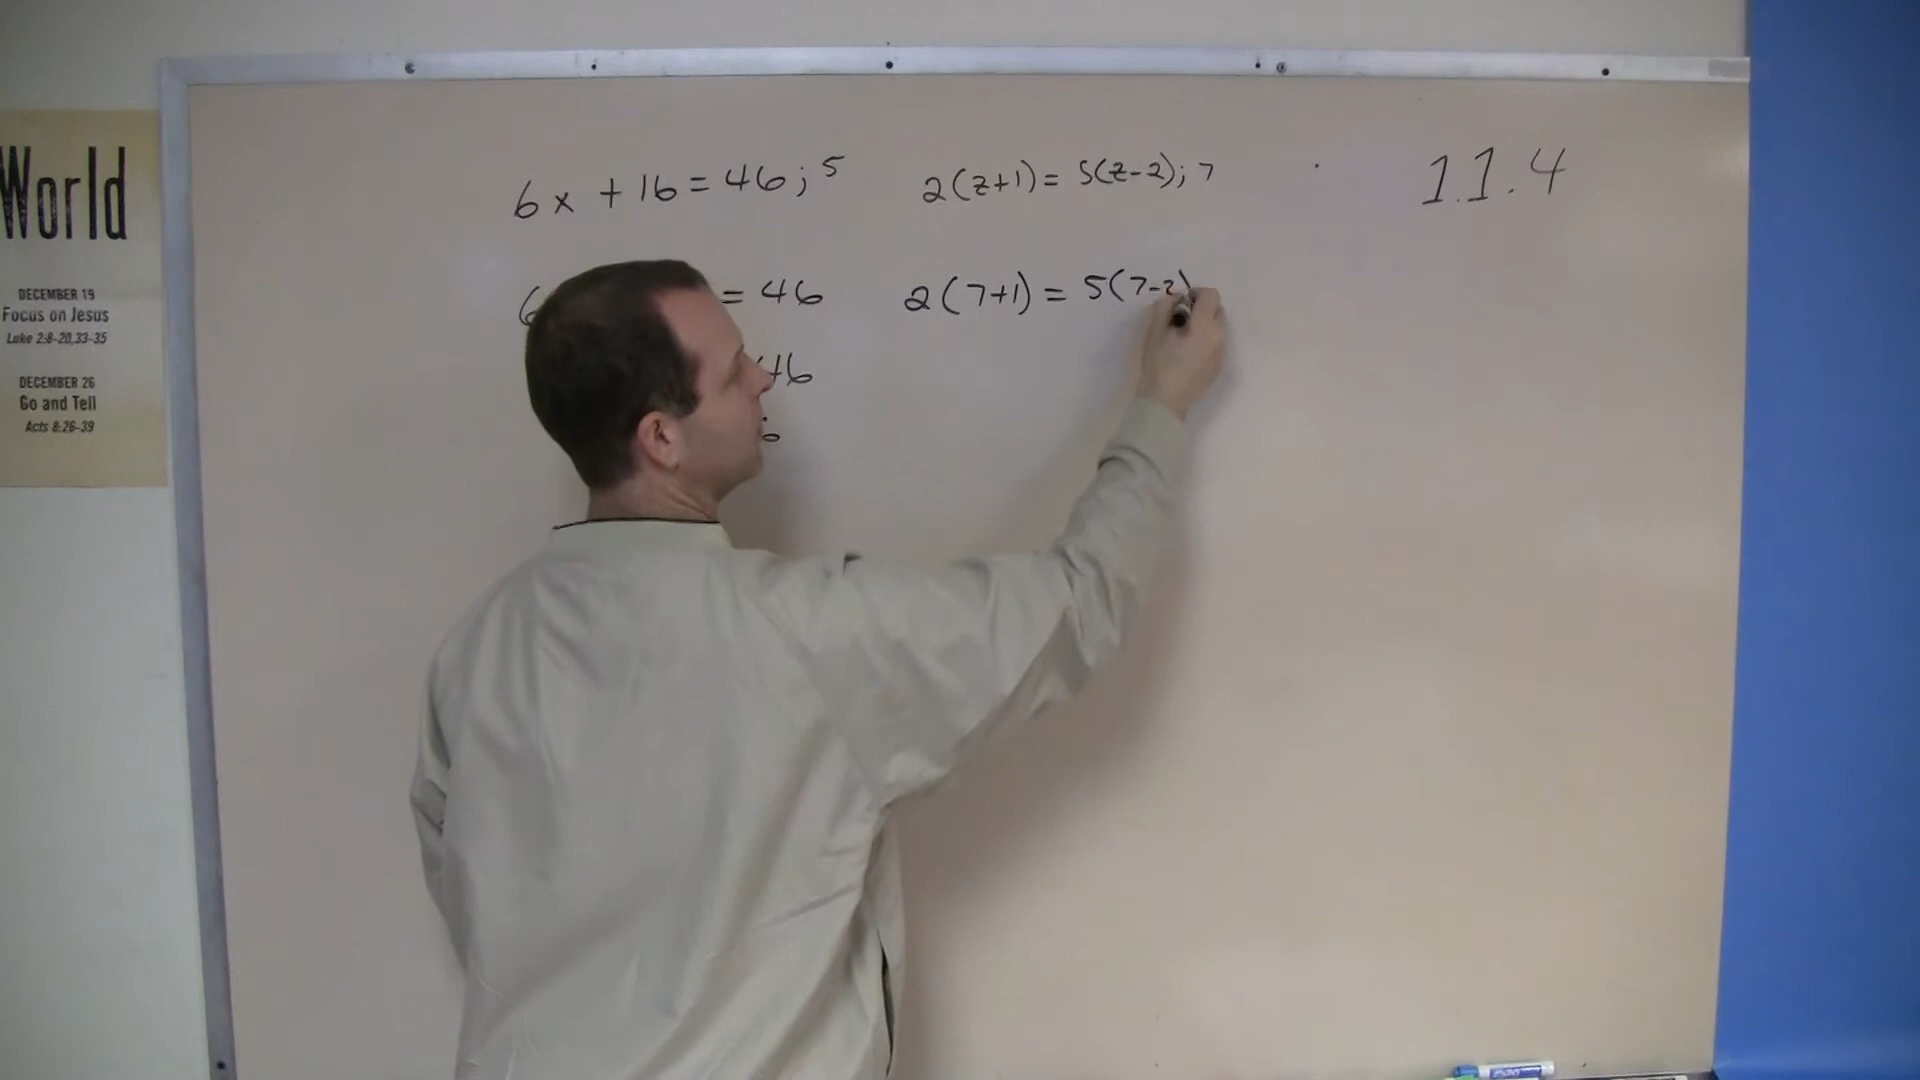 World
DECEMBER 19
Focus on Jesus
Luke 2:8-20,33-35
DECEMBER 26
Go and Tell
Acts 8:26-39
6x + 16 = 46; 5
= 46
46
2(z+1) = 5(z-2); 7
2(7+1) = 5(7-2)
1.1.4